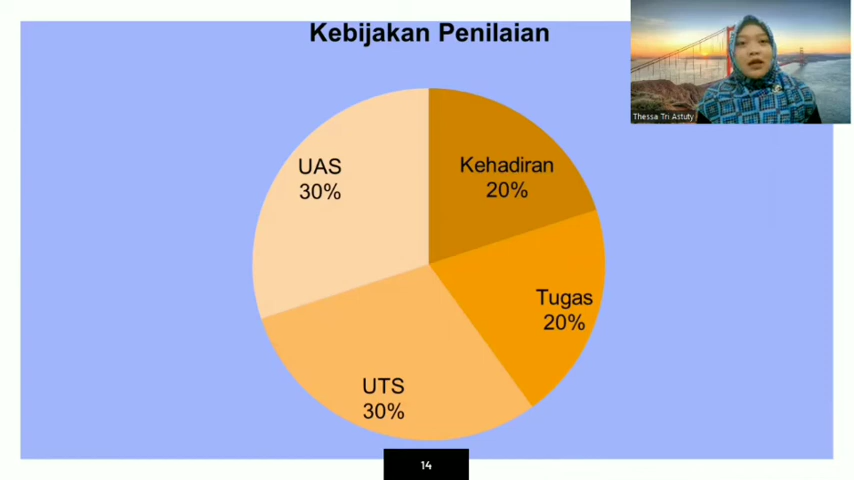 Kebijakan Penilaian
UAS
30%
Kehadiran
20%
Tugas
20%
UTS
30%
Thessa Tri Astuty
14